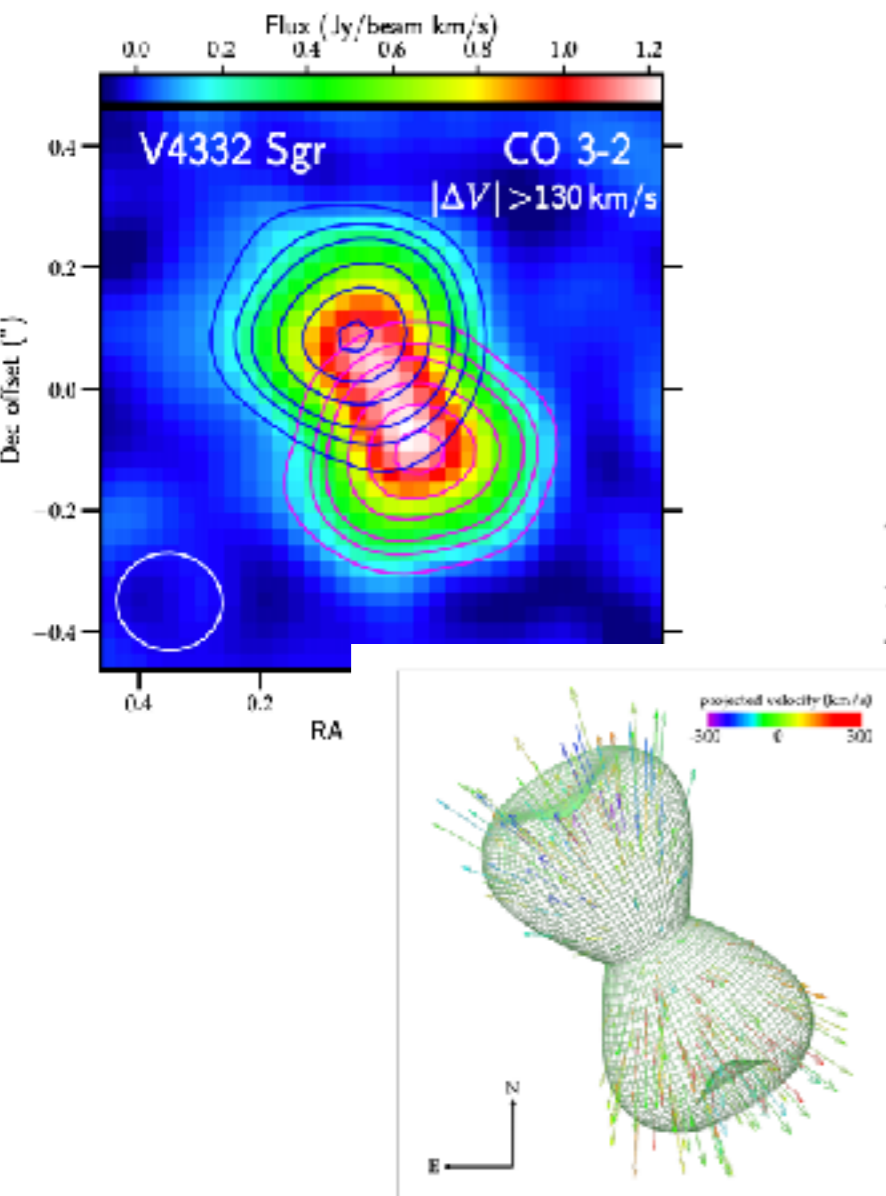 Flux (Jy/beam km/s)
0.0 0.2 0.4 0.6 0.8 1.0 1.2
V4332 Sgr CO 3-2
|ΔV| >130 km/s
Dec offset (")
0.4
0.2
0.0
−0.2
−0.4
0.4 0.2
RA
projected velocity (km/s)
-300 0 300
N
E